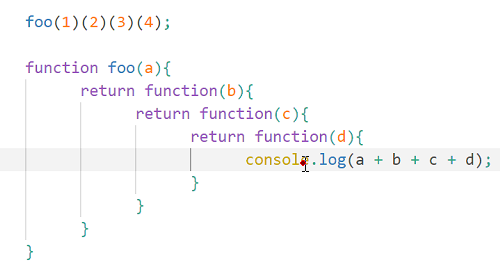 foo(1)(2)(3)(4);
function foo(a){
return function(b){
return function(c){
return function(d){
console.log(a + b + c + d);
}
}
}
}